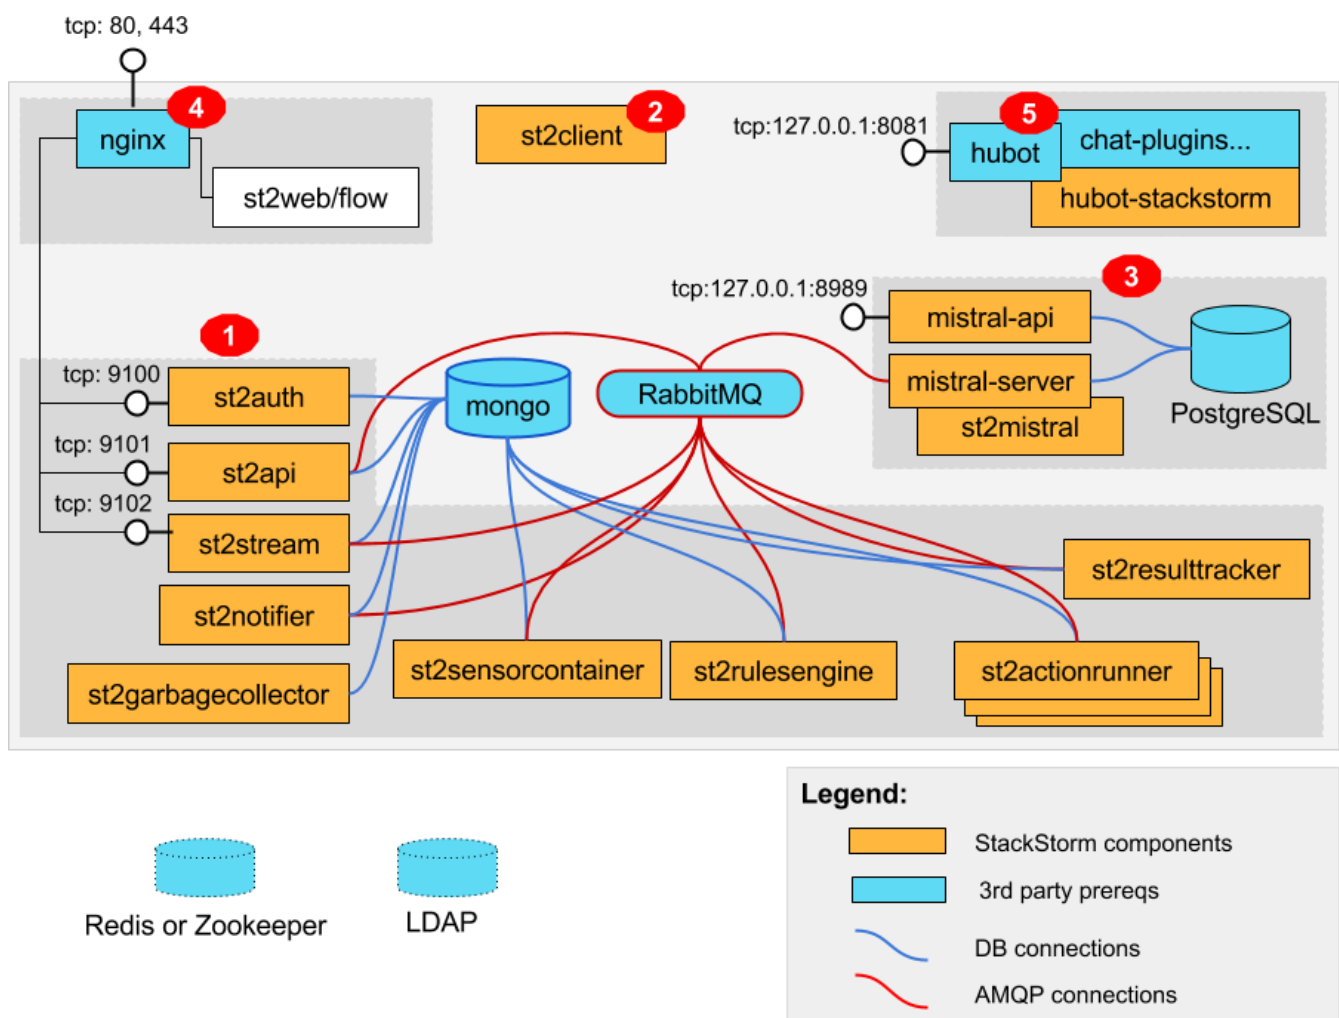 tcp: 80, 443
4
nginx
st2web/flow
2
st2client
tcp:127.0.0.1:8081
5
hubot
chat-plugins...
hubot-stackstorm
3
tcp:127.0.0.1:8989
mistral-api
mistral-server
st2mistral
PostgreSQL
1
tcp: 9100
st2auth
tcp: 9101
st2api
tcp: 9102
st2stream
st2notifier
st2garbagecollector
mongo
RabbitMQ
st2sensorcontainer
st2rulesengine
st2actionrunner
st2resulttracker
Redis or Zookeeper
LDAP
Legend:
StackStorm components
3rd party prereqs
DB connections
AMQP connections